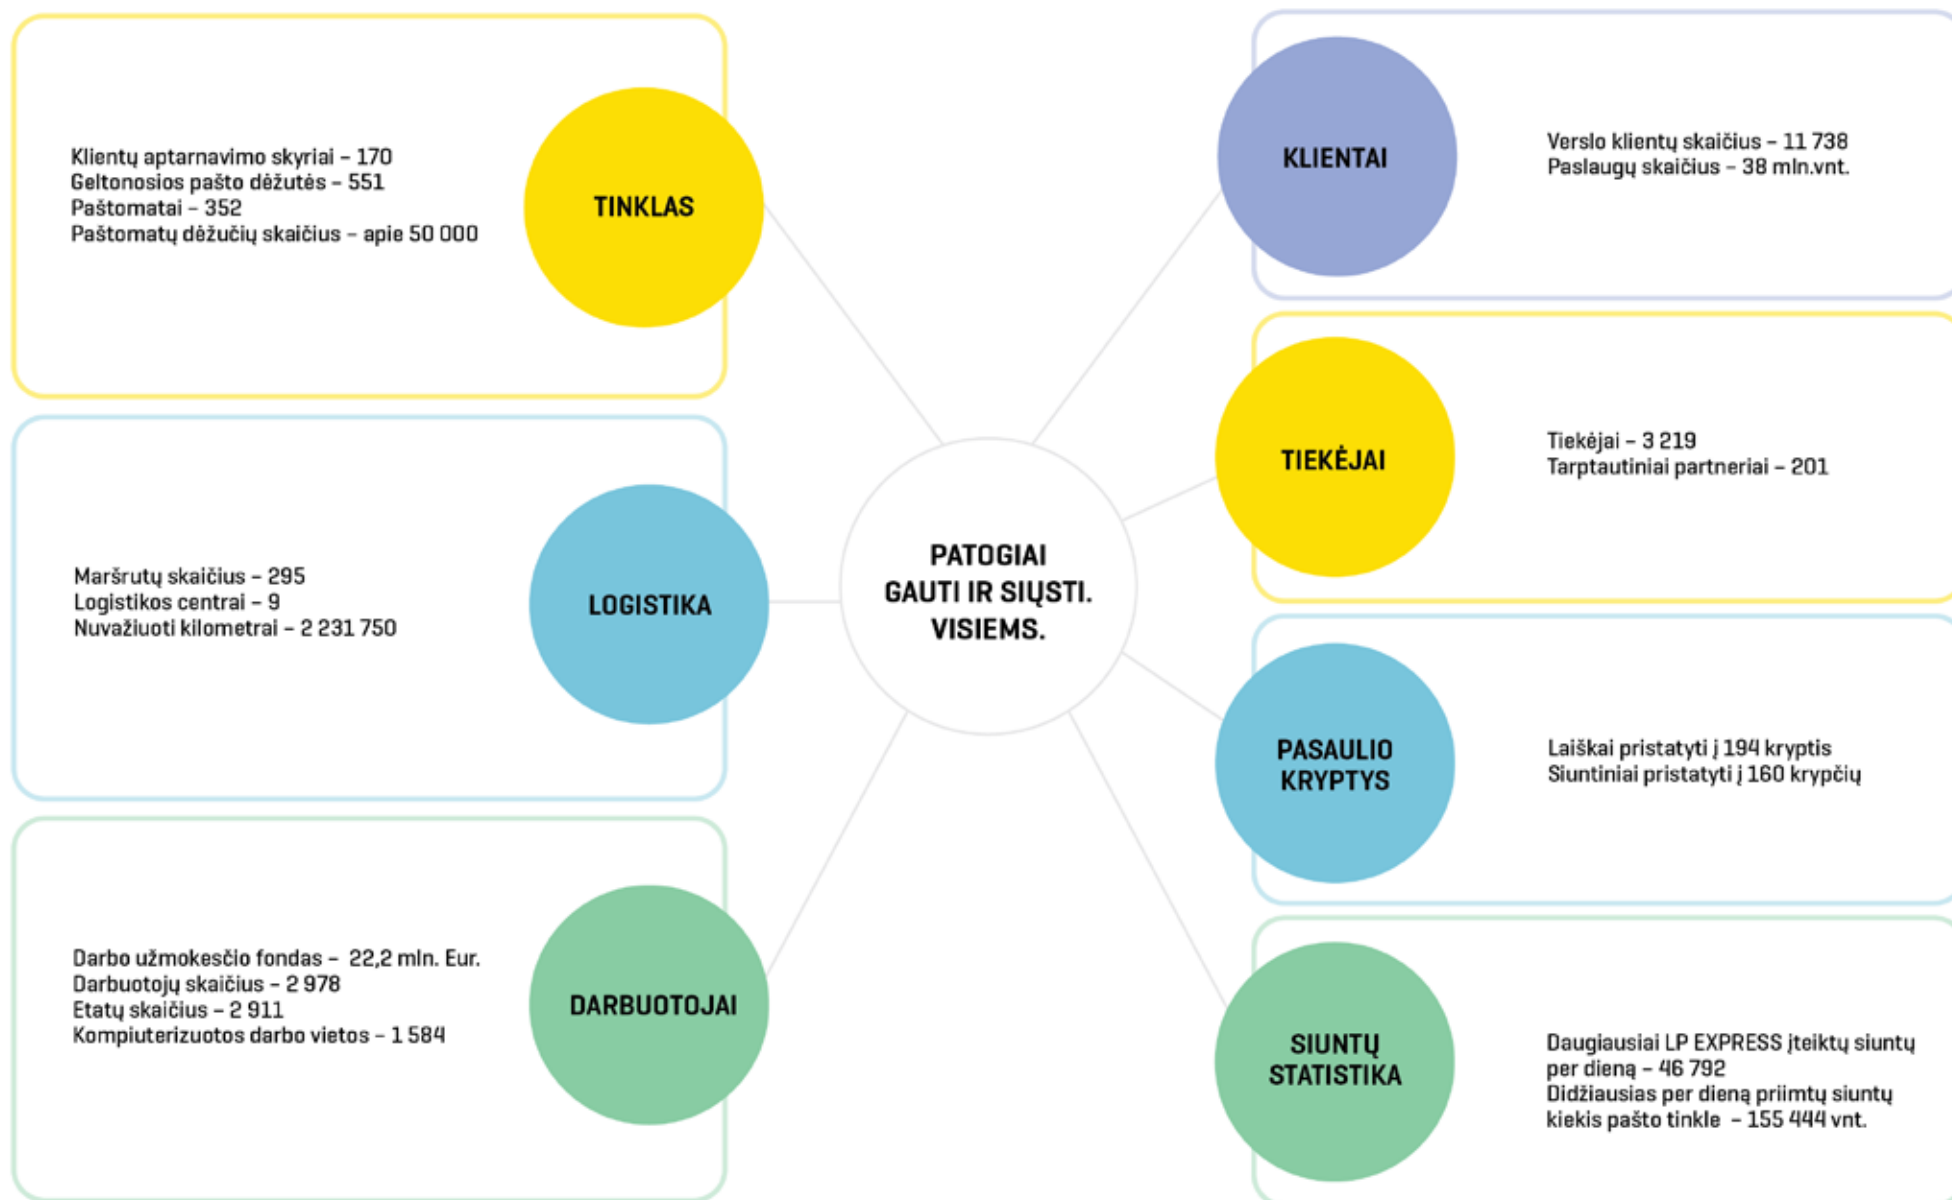 Klientų aptarnavimo skyriai – 170
Geltonosios pašto dėžutės – 551
Paštomatai – 352
Paštomatų dėžučių skaičius – apie 50 000
TINKLAS
Maršrutų skaičius – 295
Logistikos centrai – 9
Nuvažiuoti kilometrai – 2 231 750
LOGISTIKA
Darbo užmokesčio fondas – 22,2 mln. Eur.
Darbuotojų skaičius – 2 978
Etatų skaičius – 2 911
Kompiuterizuotos darbo vietos – 1 584
DARBUOTOJAI
PATOGIAI
GAUTI IR SIŲSTI.
VISIEMS.
KLIENTAI
Verslo klientų skaičius – 11 738
Paslaugų skaičius – 38 mln.vnt.
TIEKĖJAI
Tiekėjai – 3 219
Tarptautiniai partneriai – 201
PASAULIO
KRYPTYS
Laiškai pristatyti į 194 kryptis
Siuntiniai pristatyti į 160 krypčių
SIUNTŲ
STATISTIKA
Daugiausiai LP EXPRESS įteiktų siuntų
per dieną – 46 792
Didžiausias per dieną priimtų siuntų
kiekis pašto tinkle – 155 444 vnt.